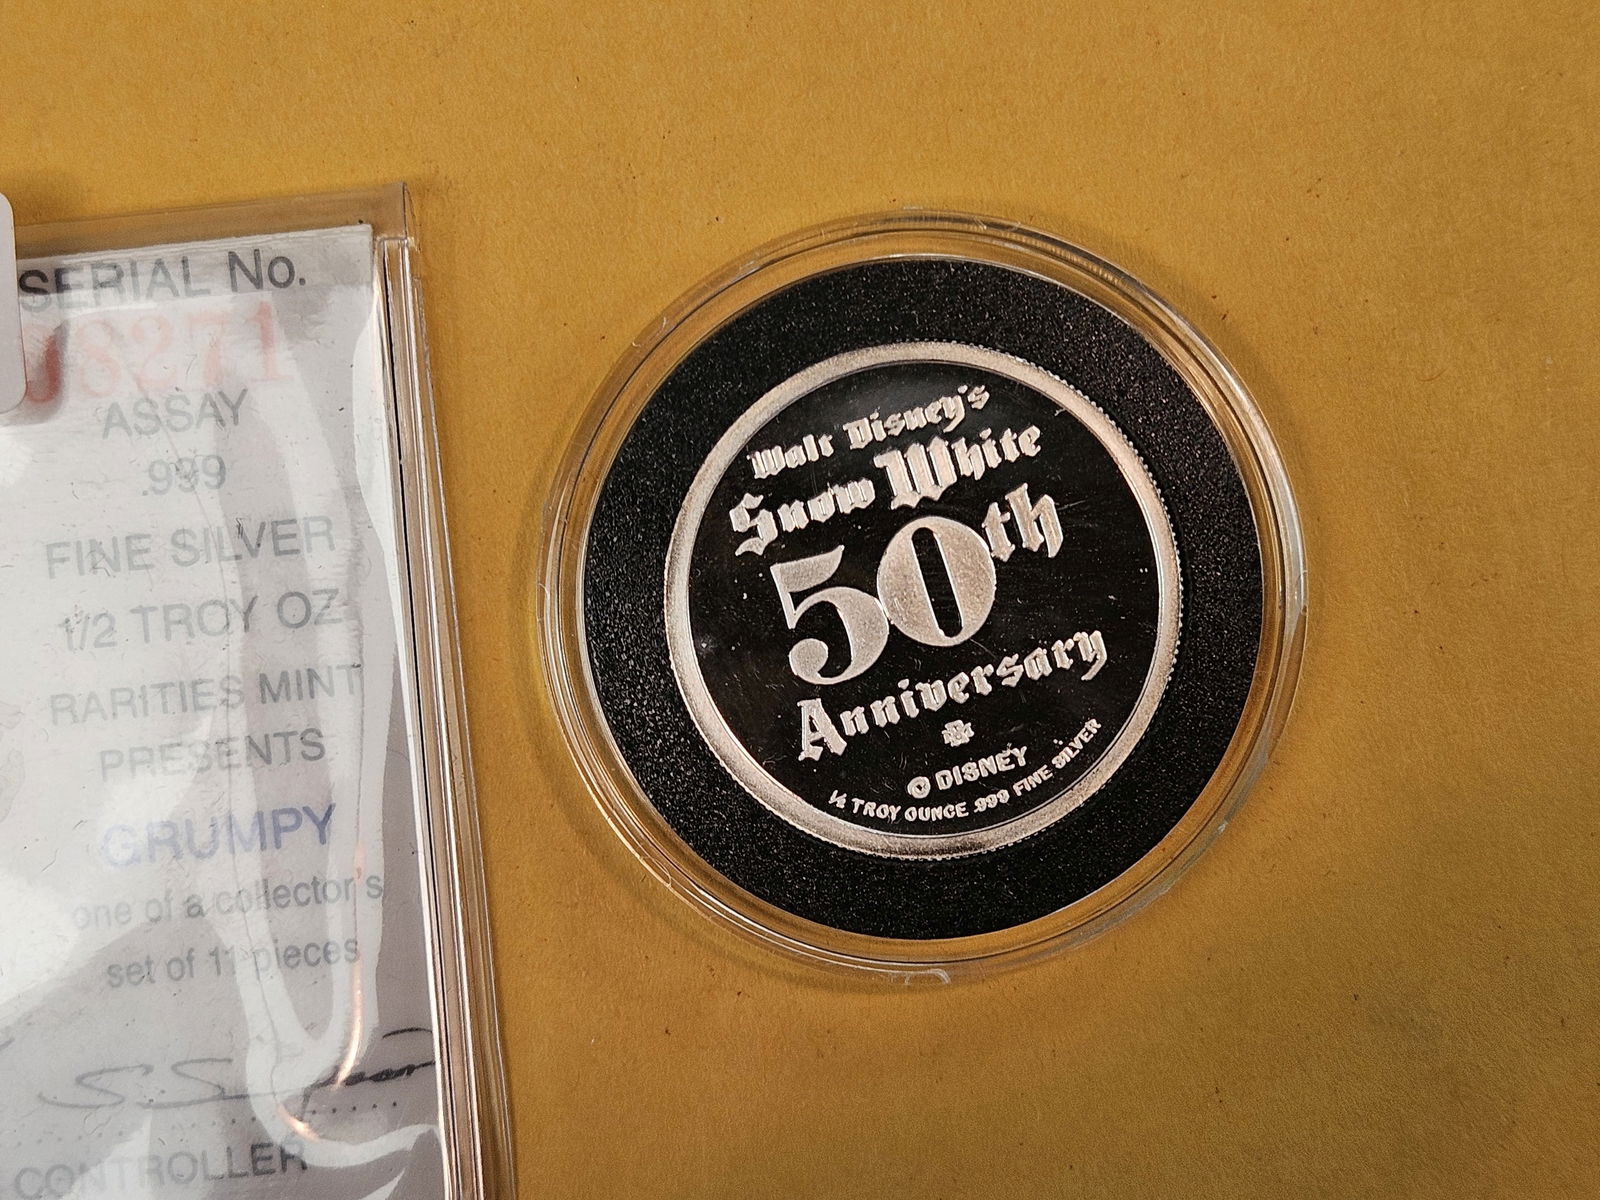 SERIAL No.
08271
ASSAY
.999
FINE SILVER
1/2 TROY OZ
RARITIES MINT
PRESENTS
GRUMPY
one of a collector's
set of 11 pieces
CONTROLLER
Walt Disney's
Snow White
50th
Anniversary
© DISNEY
½ TROY OUNCE .999 FINE SILVER